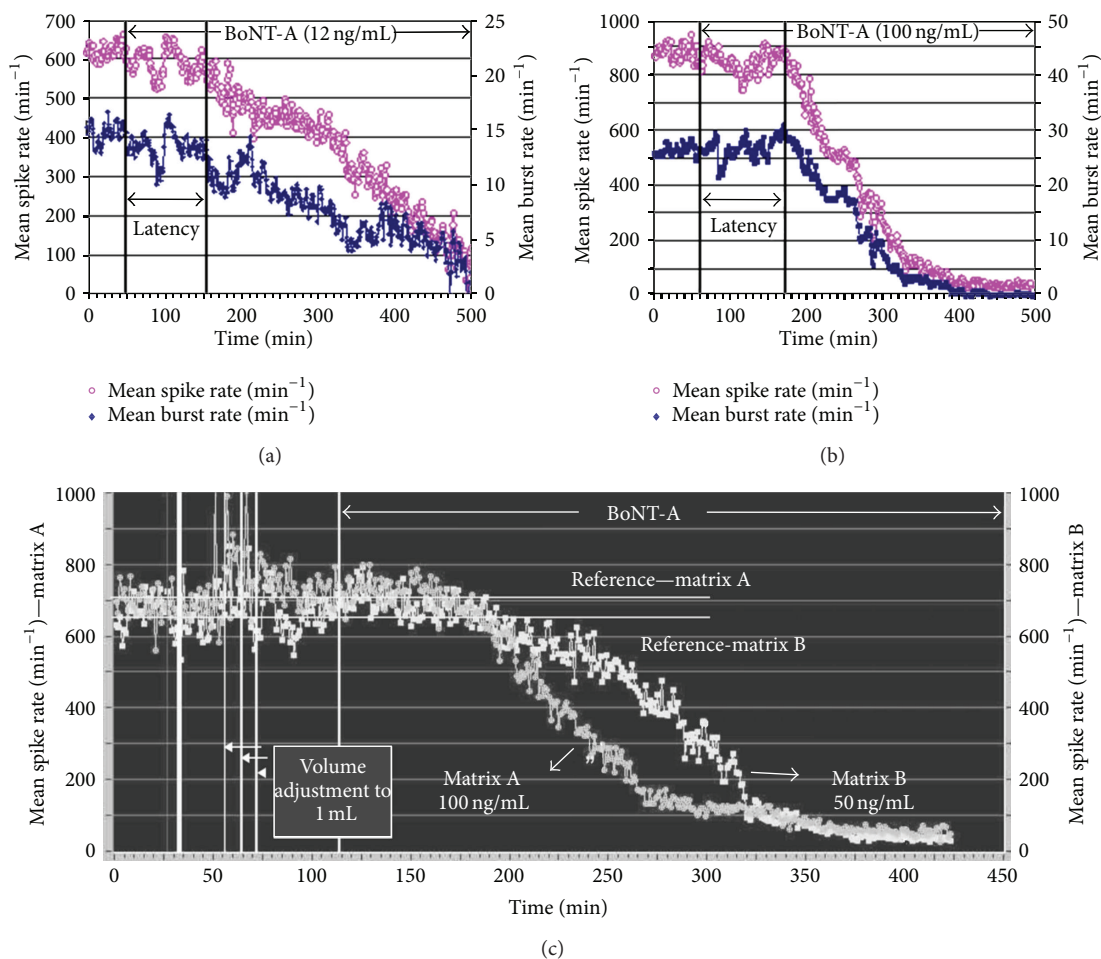 BoNT-A (12 ng/mL)
Latency
Mean spike rate (min−1)
700
600
500
400
300
200
100
0
Mean burst rate (min−1)
25
20
15
10
5
0
0 100 200 300 400 500
Time (min)
Mean spike rate (min−1)
Mean burst rate (min−1)
(a)
BoNT-A (100 ng/mL)
Latency
Mean spike rate (min−1)
1000
800
600
400
200
0
Mean burst rate (min−1)
50
40
30
20
10
0
0 100 200 300 400 500
Time (min)
Mean spike rate (min−1)
Mean burst rate (min−1)
(b)
Mean spike rate (min−1)—matrix A
1000
800
600
400
200
0
BoNT-A
Reference—matrix A
Reference-matrix B
Volume
adjustment to
1 mL
Matrix A
100 ng/mL
Matrix B
50 ng/mL
Mean spike rate (min−1)—matrix B
1000
800
600
400
200
0
0 50 100 150 200 250 300 350 400 450
Time (min)
(c)